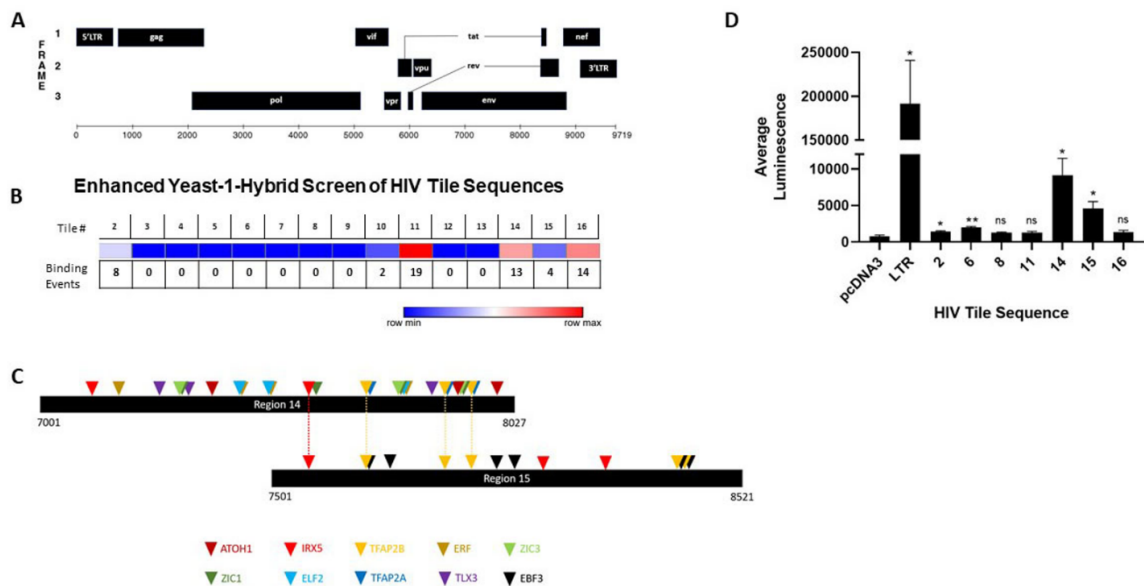 A
FRAME
1
5'LTR
gag
vif
tat
nef
2
vpu
rev
3'LTR
3
pol
vpr
env
0 1000 2000 3000 4000 5000 6000 7000 8000 9000 9719
B
Enhanced Yeast-1-Hybrid Screen of HIV Tile Sequences
Tile # 2 3 4 5 6 7 8 9 10 11 12 13 14 15 16
Binding Events 8 0 0 0 0 0 0 0 2 19 0 0 13 4 14
row min row max
C
Region 14
7001 8027
Region 15
7501 8521
ATOH1 IRX5 TFAP2B ERF ZIC3
ZIC1 ELF2 TFAP2A TLX3 EBF3
D
Average
Luminescence
250000
200000
150000
100000
10000
5000
0
*
*
**
ns
ns
*
*
ns
pcDNA3 LTR 2 6 8 11 14 15 16
HIV Tile Sequence